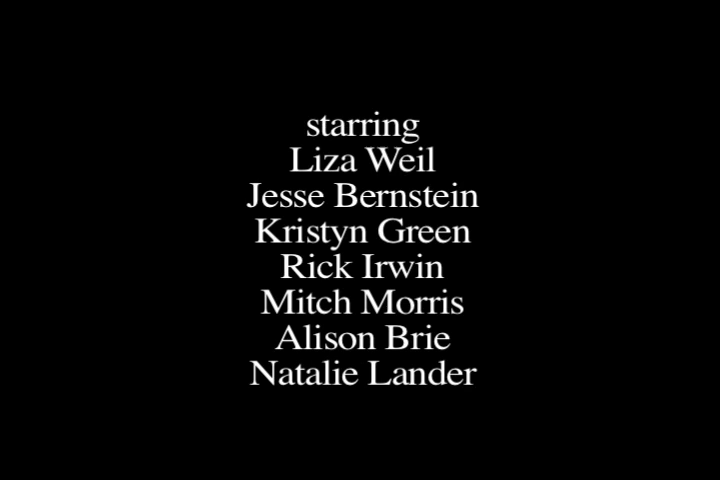 starring
Liza Weil
Jesse Bernstein
Kristyn Green
Rick Irwin
Mitch Morris
Alison Brie
Natalie Lander